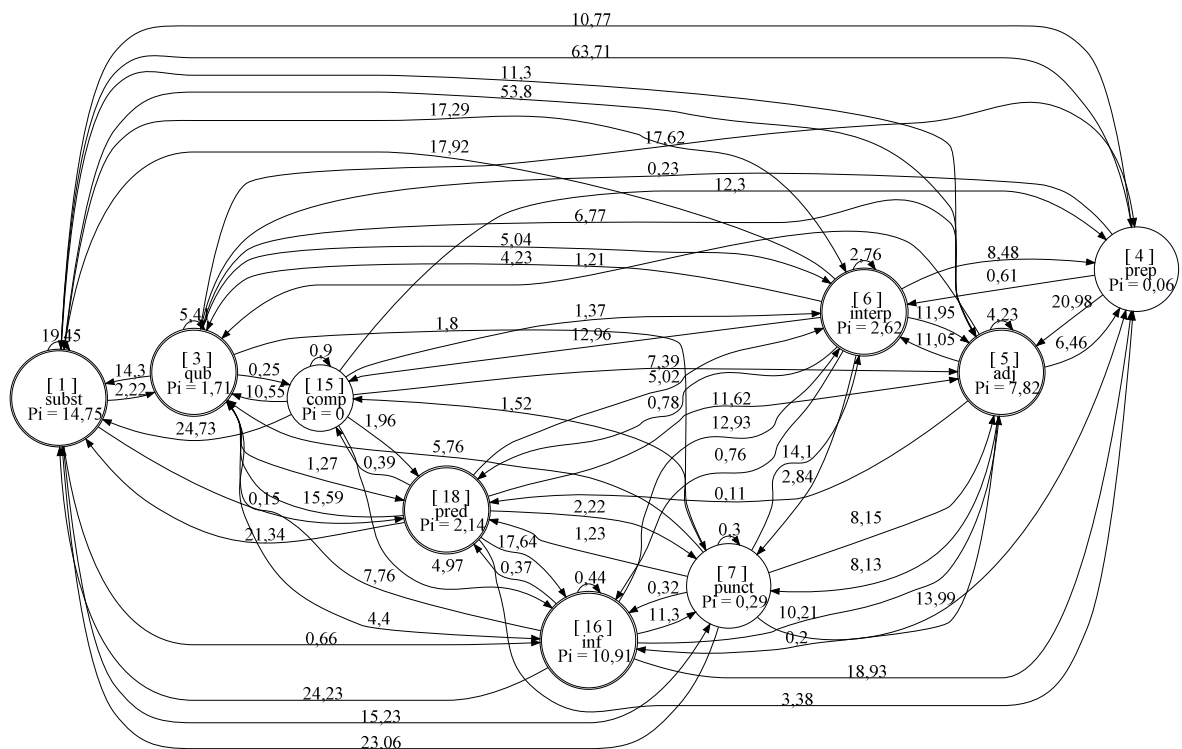 10,77
63,71
11,3
53,8
17,29
17,62
17,92
0,23
12,3
6,77
5,04
4,23
1,21
2,76
8,48
[ 4 ]
prep
Pi = 0,06
0,61
[ 6 ]
interp
Pi = 2,62
20,98
11,95
4,23
5,4
1,8
1,37
12,96
11,05
6,46
19,45
[ 3 ]
qub
Pi = 1,71
0,9
7,39
5,02
[ 5 ]
adj
Pi = 7,82
14,3
0,25
[ 1 ]
subst
Pi = 14,75
2,22
10,55
[ 15 ]
comp
Pi = 0
0,78
11,62
1,52
24,73
1,96
12,93
5,76
14,1
0,76
1,27
0,39
2,84
0,15
15,59
[ 18 ]
pred
Pi = 2,14
0,11
2,22
8,15
21,34
17,64
1,23
0,3
4,97
0,37
8,13
7,76
0,44
0,32
[ 7 ]
punct
Pi = 0,29
4,4
11,3
10,21
13,99
0,66
[ 16 ]
inf
Pi = 10,91
0,2
18,93
24,23
3,38
15,23
23,06